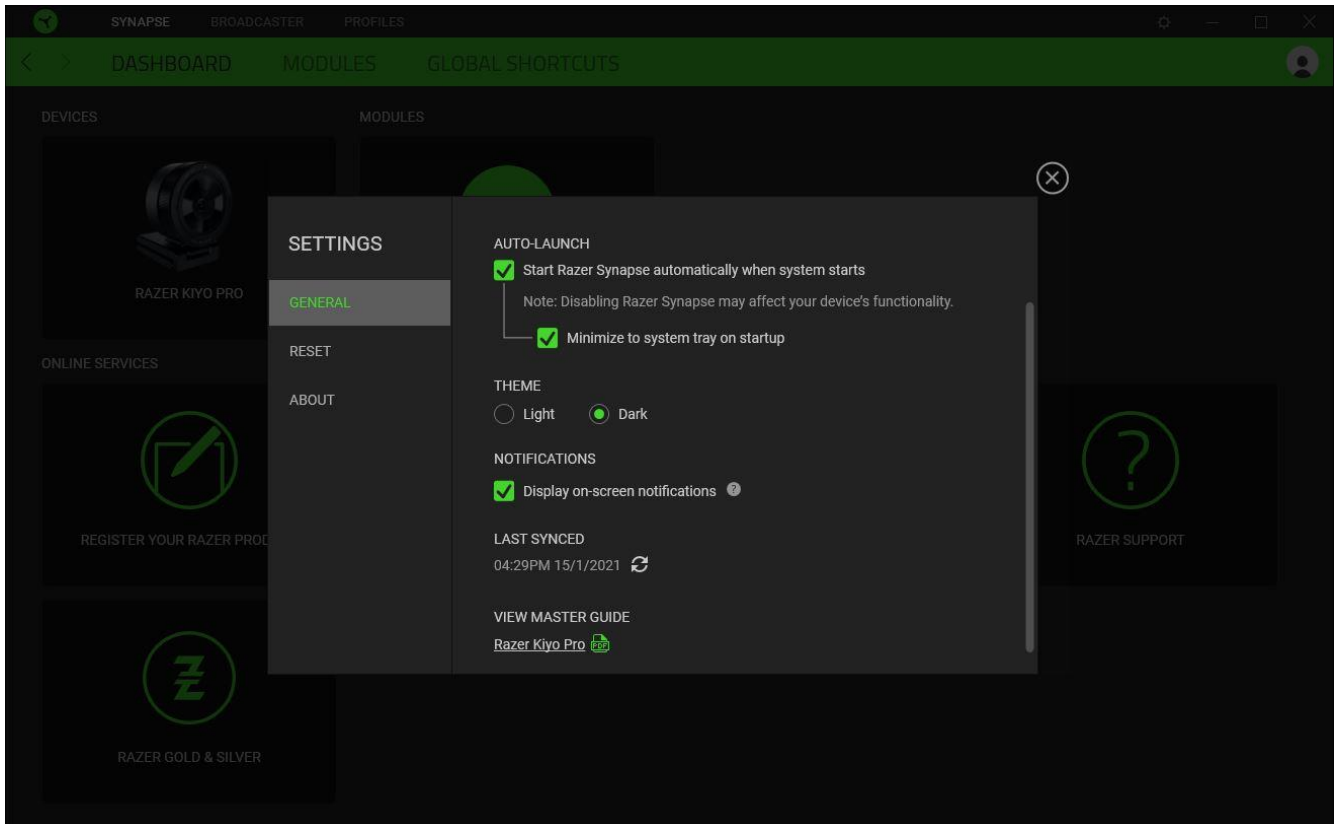 SYNAPSE BROADCASTER PROFILES
DASHBOARD MODULES GLOBAL SHORTCUTS
DEVICES
MODULES
RAZER KIYO PRO
ONLINE SERVICES
REGISTER YOUR RAZER
RAZER SUPPORT
RAZER GOLD & SILVER
SETTINGS
GENERAL
RESET
ABOUT
AUTO-LAUNCH
Start Razer Synapse automatically when system starts
Note: Disabling Razer Synapse may affect your device’s functionality.
Minimize to system tray on startup
THEME
Light Dark
NOTIFICATIONS
Display on-screen notifications ?
LAST SYNCED
04:29PM 15/1/2021
VIEW MASTER GUIDE
Razer Kiyo Pro PDF